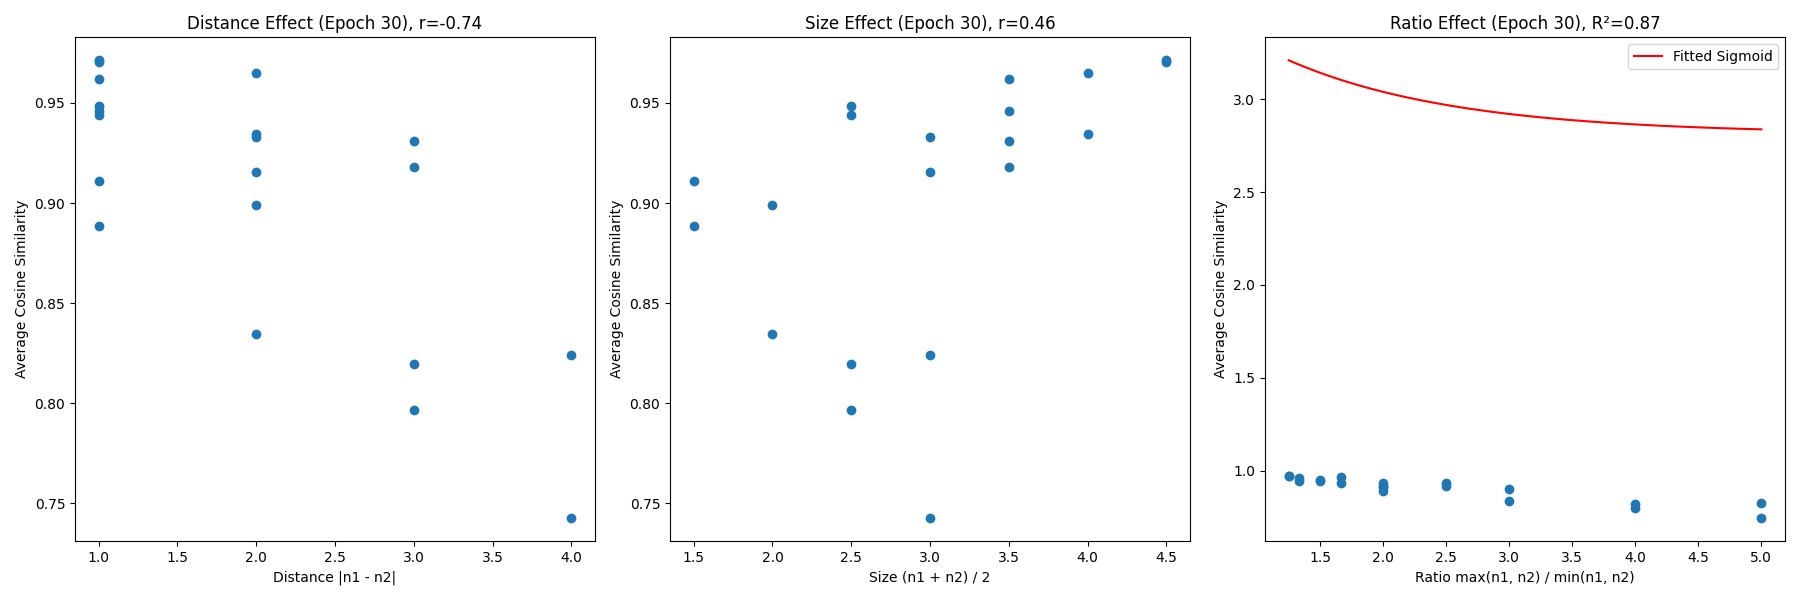 Distance Effect (Epoch 30), r=-0.74
0.95
0.90
0.85
0.80
0.75
Average Cosine Similarity
1.0 1.5 2.0 2.5 3.0 3.5 4.0
Distance |n1 - n2|
Size Effect (Epoch 30), r=0.46
0.95
0.90
0.85
0.80
0.75
Average Cosine Similarity
1.5 2.0 2.5 3.0 3.5 4.0 4.5
Size (n1 + n2) / 2
Ratio Effect (Epoch 30), R²=0.87
Fitted Sigmoid
3.0
2.5
2.0
1.5
1.0
Average Cosine Similarity
1.5 2.0 2.5 3.0 3.5 4.0 4.5 5.0
Ratio max(n1, n2) / min(n1, n2)